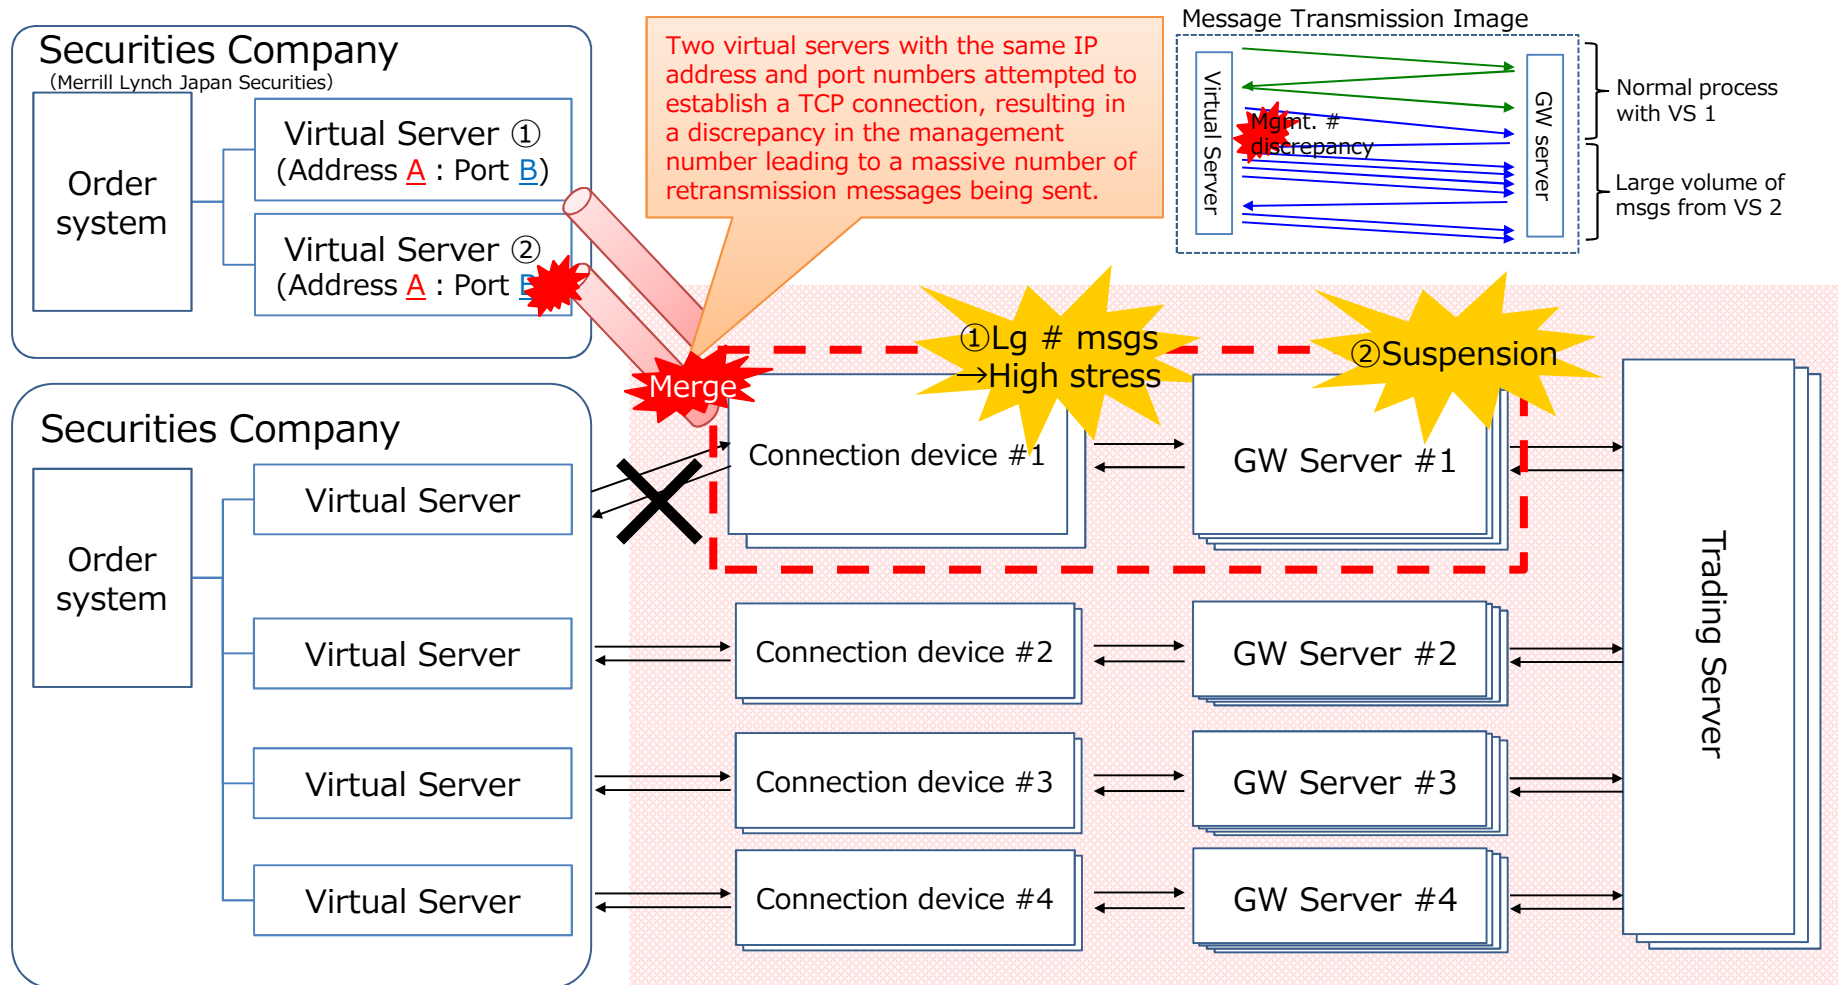 Securities Company
(Merrill Lynch Japan Securities)
Order
system
Virtual Server ①
(Address A : Port B)
Virtual Server ②
(Address A : Port B
Two virtual servers with the same IP
address and port numbers attempted to
establish a TCP connection, resulting in
a discrepancy in the management
number leading to a massive number of
retransmission messages being sent.
Message Transmission Image
Virtual Server
Mgmt. #
discrepancy
GW server
Normal process
with VS 1
Large volume of
msgs from VS 2
Merge
①Lg # msgs
→High stress
②Suspension
Securities Company
Order
system
Virtual Server
Virtual Server
Virtual Server
Virtual Server
Connection device #1
Connection device #2
Connection device #3
Connection device #4
GW Server #1
GW Server #2
GW Server #3
GW Server #4
Trading Server